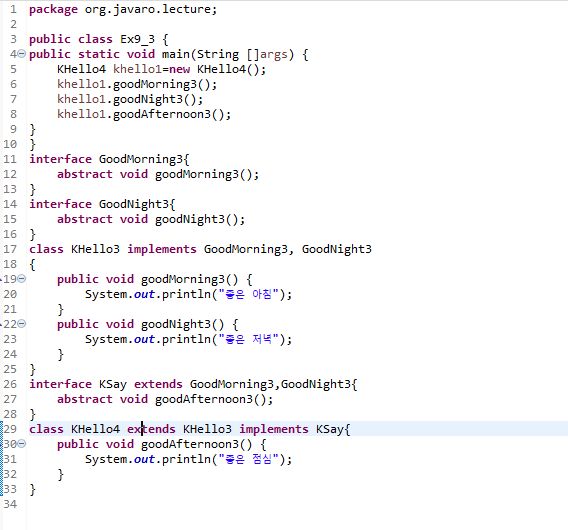 1 package org.javaro.lecture;
2
3 public class Ex9_3 {
4 public static void main(String []args) {
5     KHello4 khello1=new KHello4();
6     khello1.goodMorning3();
7     khello1.goodNight3();
8     khello1.goodAfternoon3();
9 }
10 }
11 interface GoodMorning3{
12     abstract void goodMorning3();
13 }
14 interface GoodNight3{
15     abstract void goodNight3();
16 }
17 class KHello3 implements GoodMorning3, GoodNight3
18 {
19     public void goodMorning3() {
20         System.out.println("좋은 아침");
21     }
22     public void goodNight3() {
23         System.out.println("좋은 저녁");
24     }
25 }
26 interface KSay extends GoodMorning3,GoodNight3{
27     abstract void goodAfternoon3();
28 }
29 class KHello4 extends KHello3 implements KSay{
30     public void goodAfternoon3() {
31         System.out.println("좋은 점심");
32     }
33 }
34